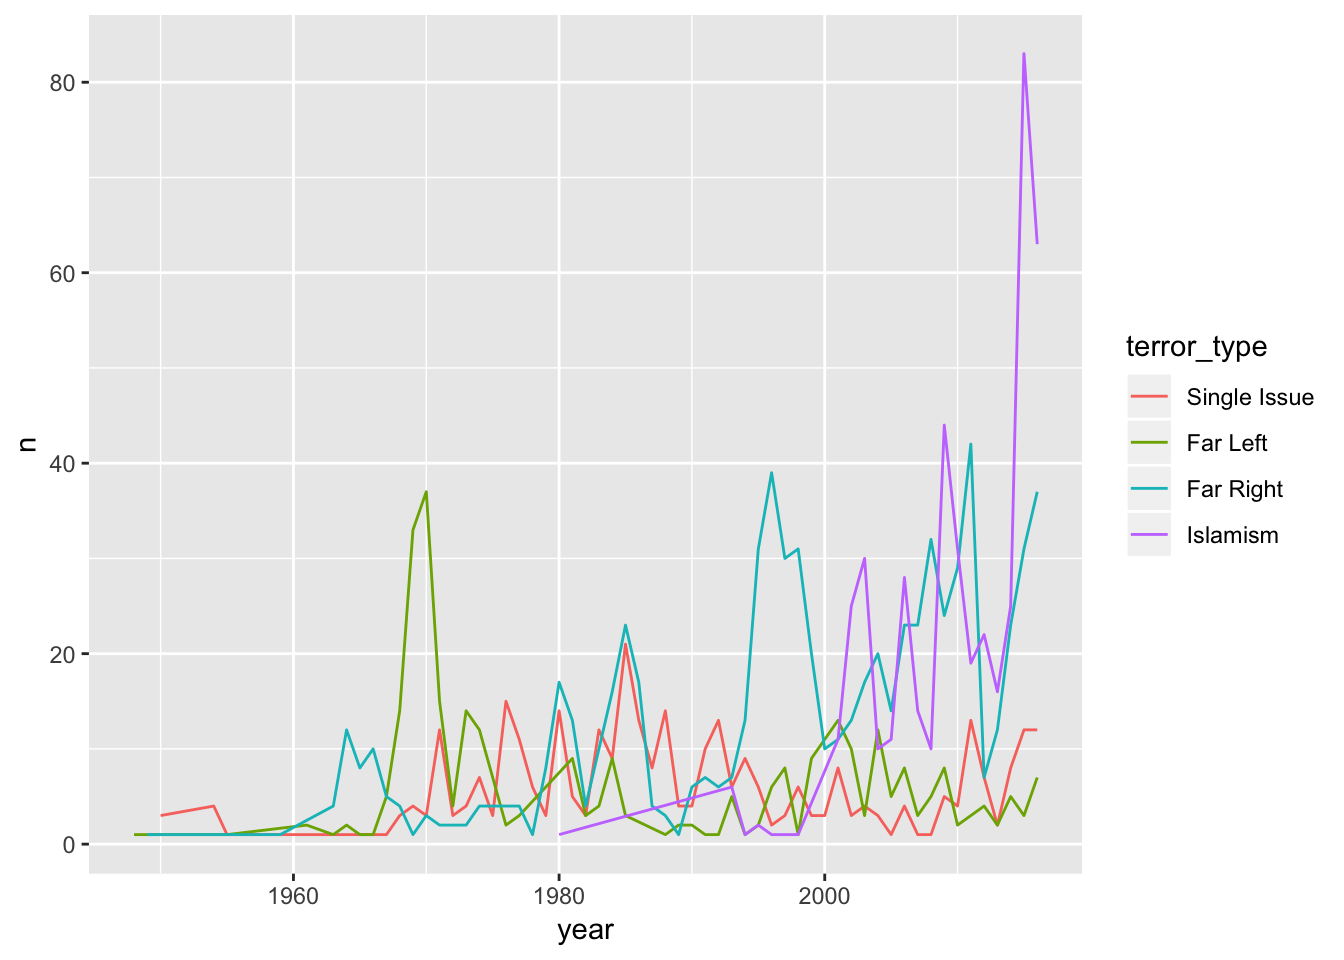 80
60
40
20
0
n
1960
1980
2000
year
terror_type
Single Issue
Far Left
Far Right
Islamism